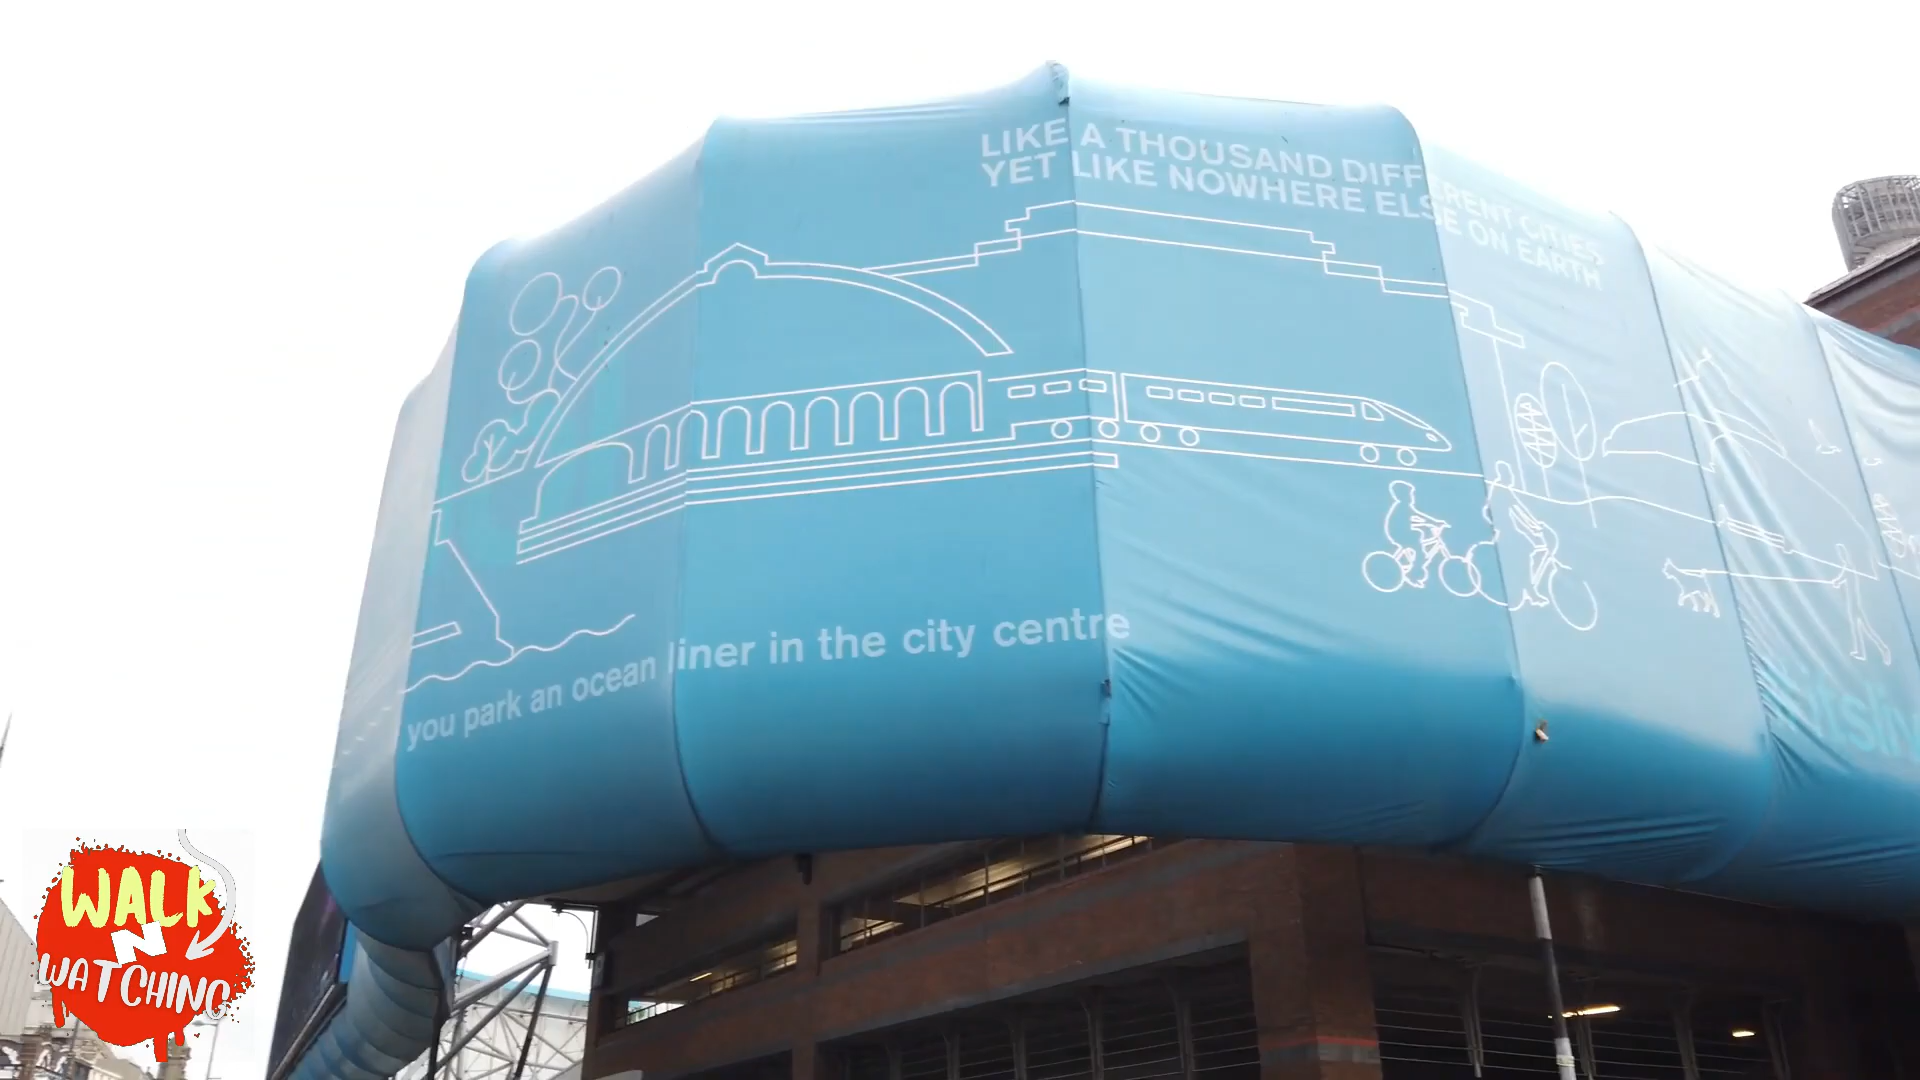 LIKE A THOUSAND DIFFERENT CITIES
YET LIKE NOWHERE ELSE ON EARTH
you park an ocean liner in the city centre
itsliv
WALK
N
WATCHING